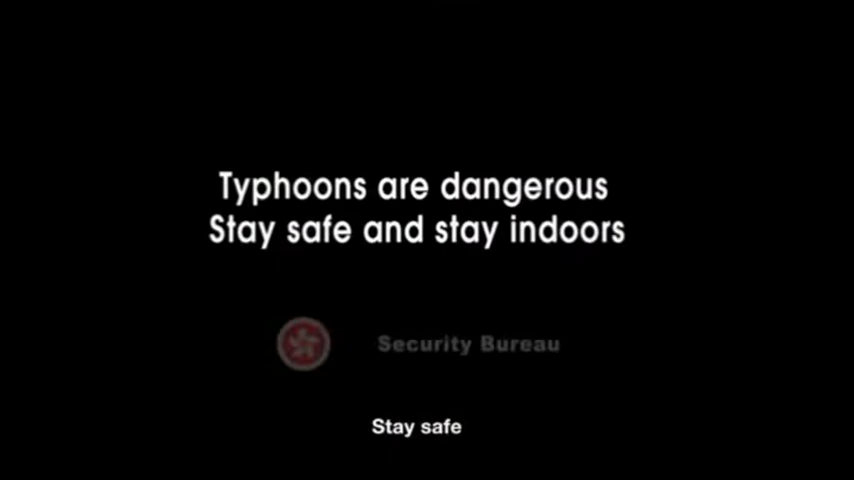 Typhoons are dangerous
Stay safe and stay indoors
Security Bureau
Stay safe